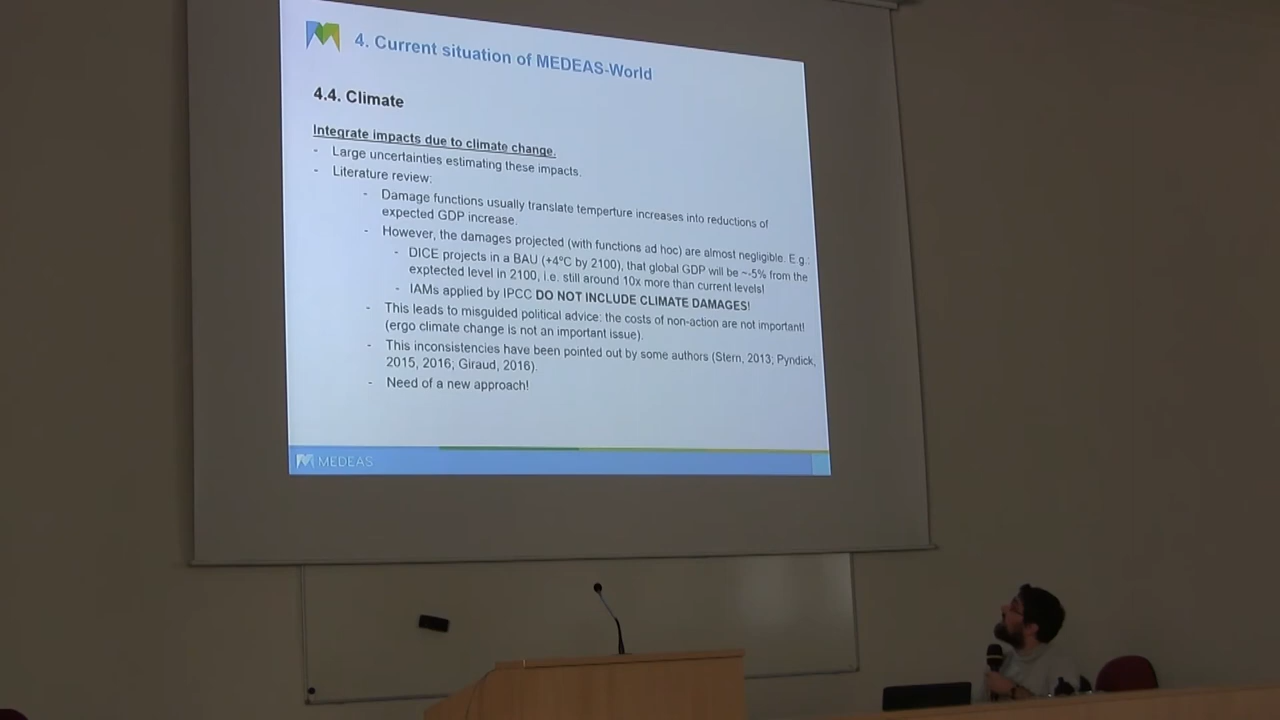 4. Current situation of MEDEAS-World
4.4. Climate
Integrate impacts due to climate change.
- Large uncertainties estimating these impacts.
- Literature review:
- Damage functions usually translate temperture increases into reductions of
expected GDP increase.
- However, the damages projected (with functions ad hoc) are almost negligible. E.g.:
- DICE projects in a BAU (+4ºC by 2100), that global GDP will be ~-5% from the
exptected level in 2100, i.e. still around 10x more than current levels!
- IAMs applied by IPCC DO NOT INCLUDE CLIMATE DAMAGES!
- This leads to misguided political advice: the costs of non-action are not important!
(ergo climate change is not an important issue).
- This inconsistencies have been pointed out by some authors (Stern, 2013; Pyndick,
2015, 2016; Giraud, 2016).
- Need of a new approach!
MEDEAS